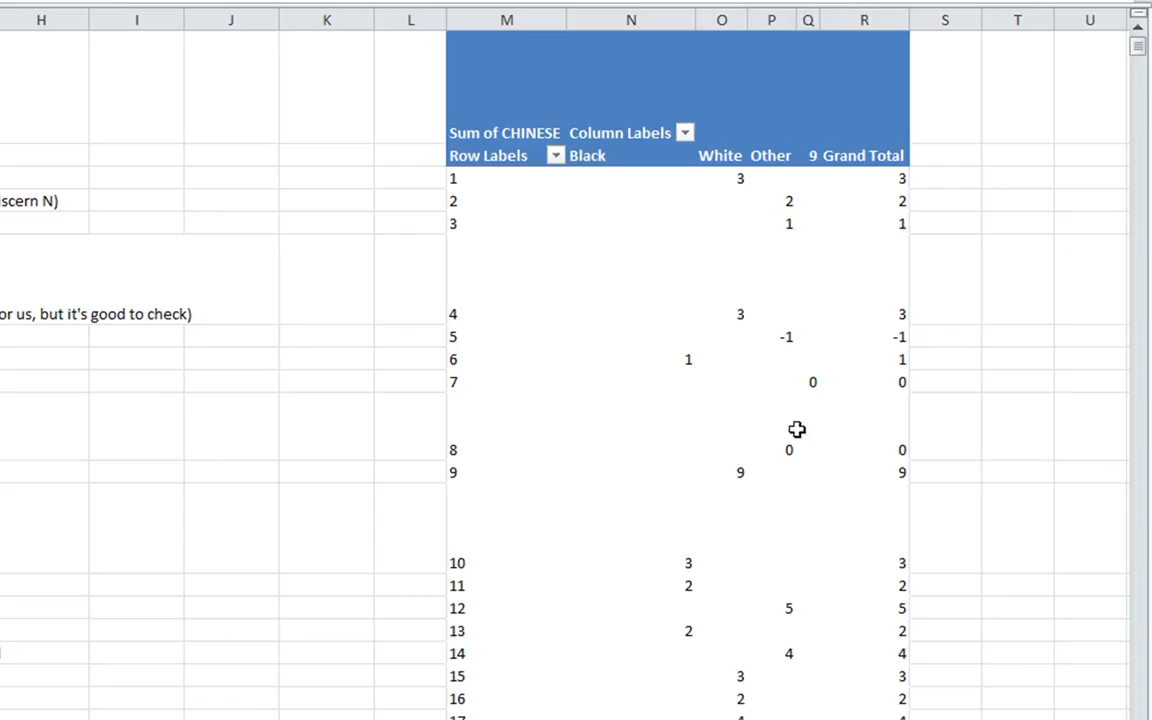 H I J K L M N O P Q R S T U
Sum of CHINESE Column Labels
Row Labels Black White Other 9 Grand Total
1 3 3
iscern N) 2 2 2
3 1 1
or us, but it's good to check) 4 3 3
5 -1 -1
6 1 1
7 0 0
8 0 0
9 9 9
10 3 3
11 2 2
12 5 5
13 2 2
14 4 4
15 3 3
16 2 2